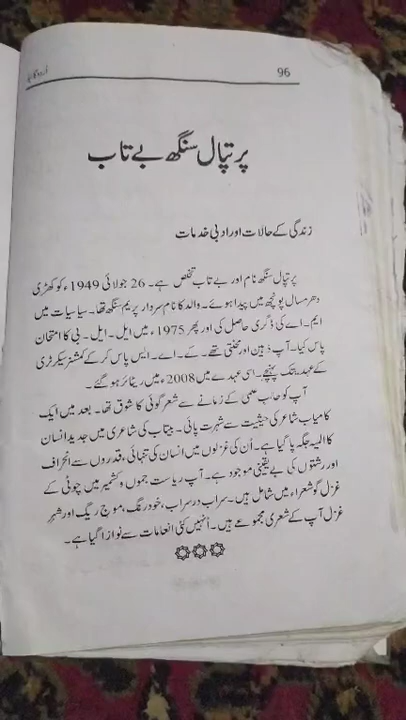 96
پرتپال سنگھ بے تاب
زندگی کے حالات اور ادبی خدمات
پرتپال سنگھ نام اور بے تاب تخلص ہے۔ 26 جولائی 1949ء کو کھڑی
دھرمسال پونچھ میں پیدا ہوئے۔ والد کا نام سردار پریم سنگھ تھا۔ سیاسیات میں
ایم۔اے کی ڈگری حاصل کی اور پھر 1975ء میں ایل۔ایل۔بی کا امتحان
پاس کیا۔ آپ ذہین اور محنتی تھے۔ کے۔اے۔ایس پاس کر کے کمشنر سیکرٹری
کے عہدے تک پہنچے۔ اسی عہدے میں 2008ء میں ریٹائر ہو گئے۔
آپ کو طالب علمی کے زمانے سے شعر گوئی کا شوق تھا۔ بعد میں ایک
کامیاب شاعر کی حیثیت سے شہرت پائی۔ بیتاب کی شاعری میں جدید انسان
کا المیہ جگہ پا گیا ہے۔ اُن کی غزلوں میں انسان کی تنہائی، قدروں سے انحراف
اور رشتوں کی بے یقینی موجود ہے۔ آپ ریاست جموں و کشمیر میں چوٹی کے
غزل گو شعراء میں شامل ہیں۔ سراب در سراب، خود رنگ، موج ریگ اور شہرِ
غزل آپ کے شعری مجموعے ہیں۔ اُنہیں کئی انعامات سے نوازا گیا ہے۔